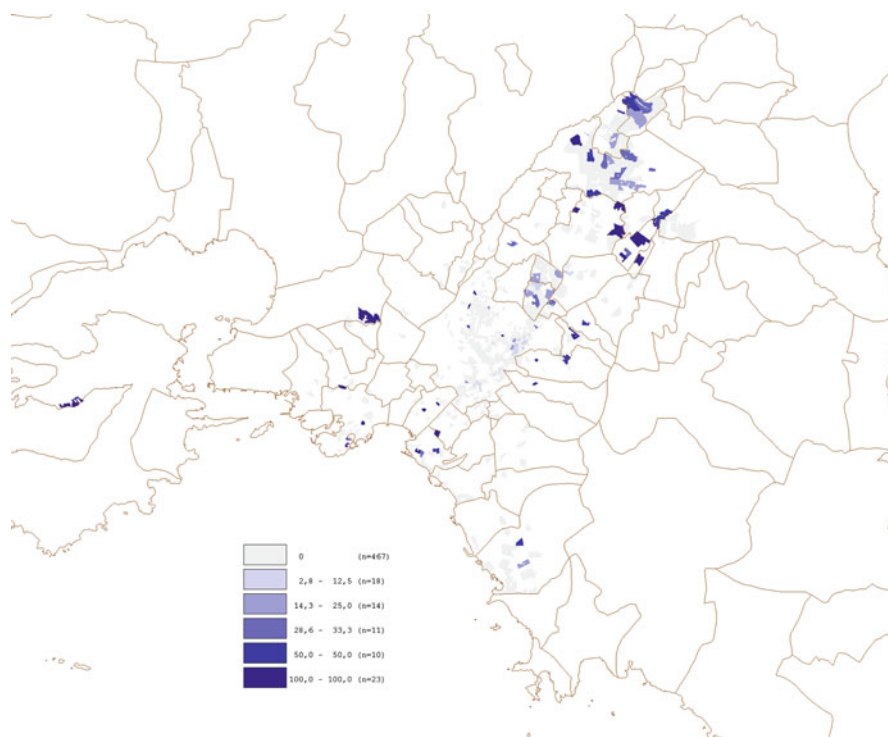 0 (n=467)
2,8 - 12,5 (n=18)
14,3 - 25,0 (n=14)
28,6 - 33,3 (n=11)
50,0 - 50,0 (n=10)
100,0 - 100,0 (n=23)